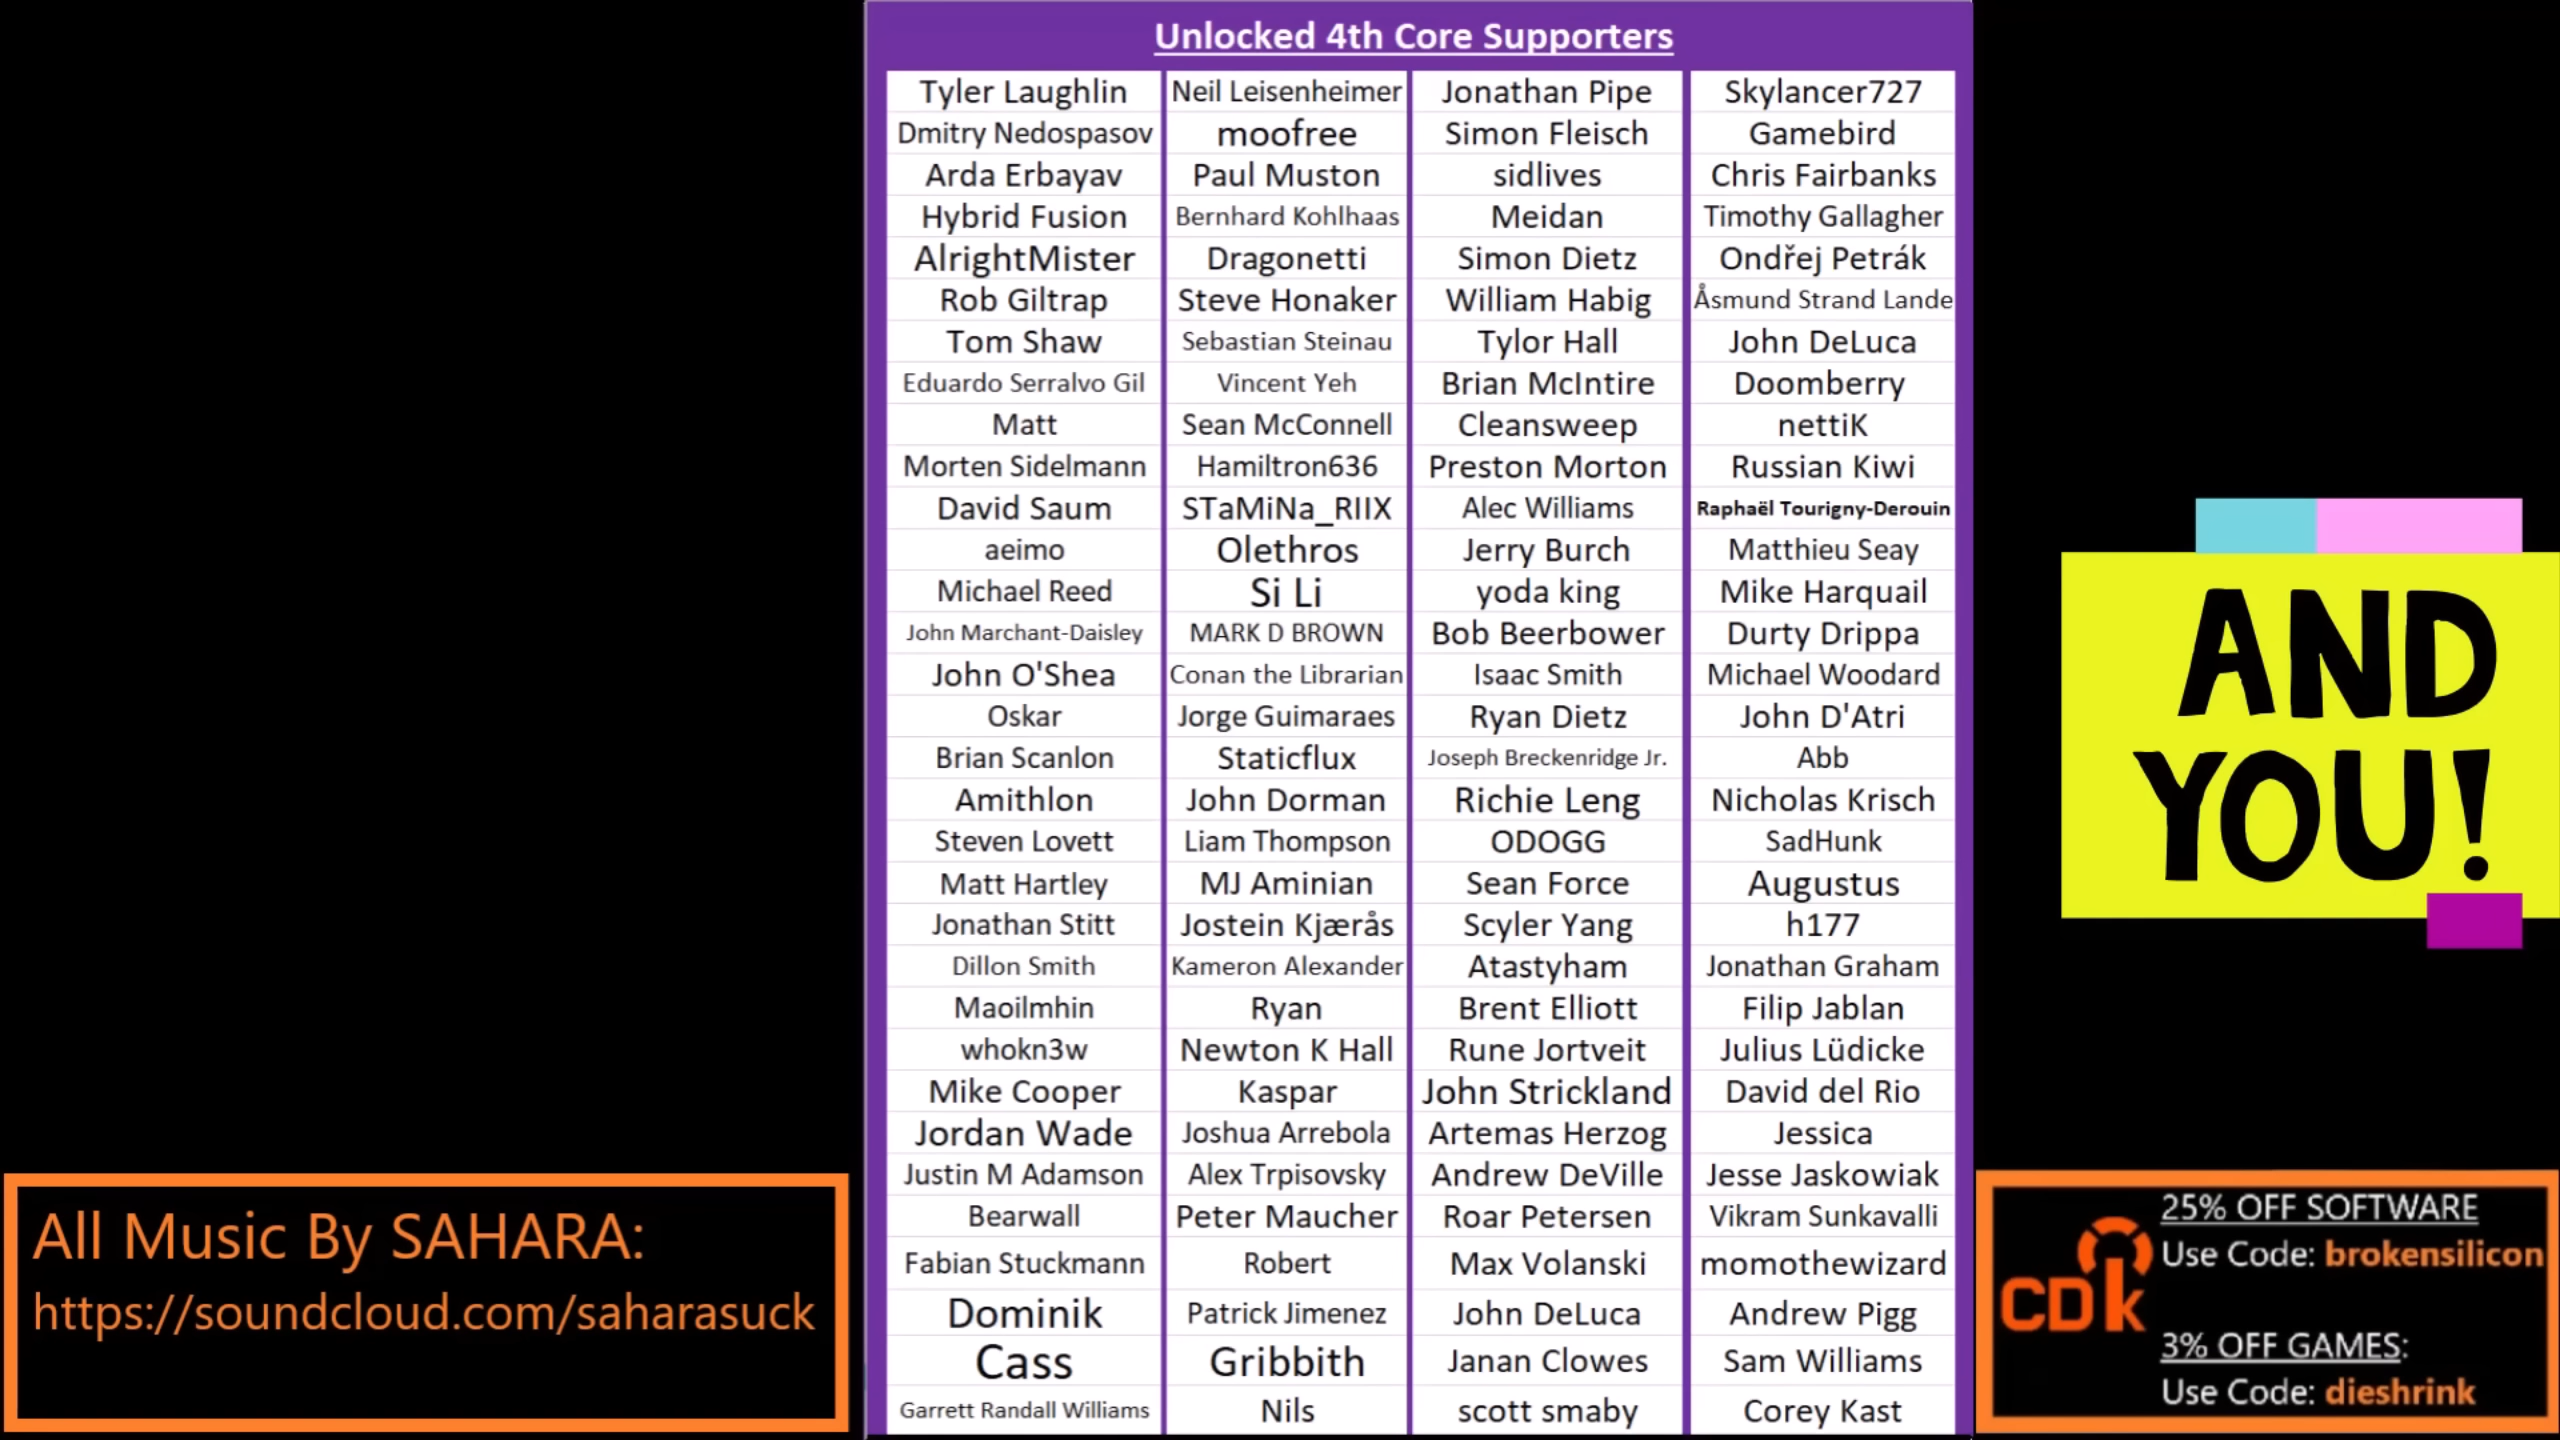 Unlocked 4th Core Supporters
Tyler Laughlin Neil Leisenheimer Jonathan Pipe Skylancer727
Dmitry Nedospasov moofree Simon Fleisch Gamebird
Arda Erbayav Paul Muston sidlives Chris Fairbanks
Hybrid Fusion Bernhard Kohlhaas Meidan Timothy Gallagher
AlrightMister Dragonetti Simon Dietz Ondřej Petrák
Rob Giltrap Steve Honaker William Habig Åsmund Strand Lande
Tom Shaw Sebastian Steinau Tylor Hall John DeLuca
Eduardo Serralvo Gil Vincent Yeh Brian McIntire Doomberry
Matt Sean McConnell Cleansweep nettiK
Morten Sidelmann Hamiltron636 Preston Morton Russian Kiwi
David Saum STaMiNa_RIIX Alec Williams Raphaël Tourigny-Derouin
aeimo Olethros Jerry Burch Matthieu Seay
Michael Reed Si Li yoda king Mike Harquail
John Marchant-Daisley MARK D BROWN Bob Beerbower Durty Drippa
John O'Shea Conan the Librarian Isaac Smith Michael Woodard
Oskar Jorge Guimaraes Ryan Dietz John D'Atri
Brian Scanlon Staticflux Joseph Breckenridge Jr. Abb
Amithlon John Dorman Richie Leng Nicholas Krisch
Steven Lovett Liam Thompson ODOGG SadHunk
Matt Hartley MJ Aminian Sean Force Augustus
Jonathan Stitt Jostein Kjærås Scyler Yang h177
Dillon Smith Kameron Alexander Atastyham Jonathan Graham
Maoilmhin Ryan Brent Elliott Filip Jablan
whokn3w Newton K Hall Rune Jortveit Julius Lüdicke
Mike Cooper Kaspar John Strickland David del Rio
Jordan Wade Joshua Arrebola Artemas Herzog Jessica
Justin M Adamson Alex Trpisovsky Andrew DeVille Jesse Jaskowiak
Bearwall Peter Maucher Roar Petersen Vikram Sunkavalli
Fabian Stuckmann Robert Max Volanski momothewizard
Dominik Patrick Jimenez John DeLuca Andrew Pigg
Cass Gribbith Janan Clowes Sam Williams
Garrett Randall Williams Nils scott smaby Corey Kast
AND
YOU!
All Music By SAHARA:
https://soundcloud.com/saharasuck
CDk
25% OFF SOFTWARE
Use Code: brokensilicon
3% OFF GAMES:
Use Code: dieshrink